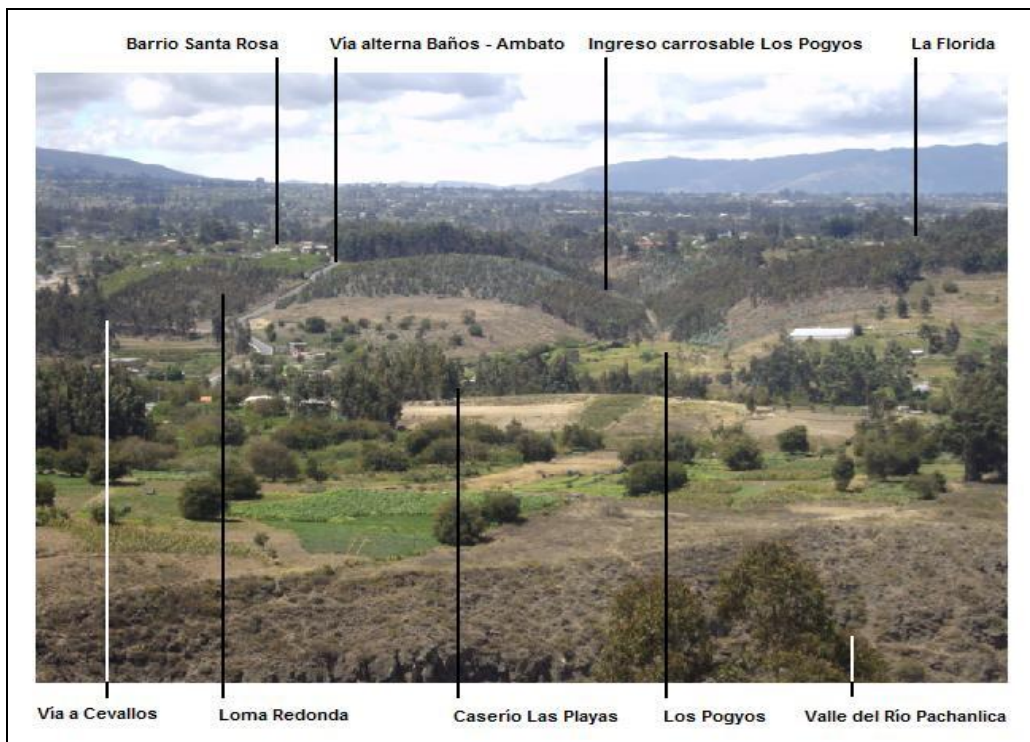 Barrio Santa Rosa
Vía alterna Baños - Ambato
Ingreso carrosable Los Pogyos
La Florida
Vía a Cevallos
Loma Redonda
Caserío Las Playas
Los Pogyos
Valle del Río Pachanlica